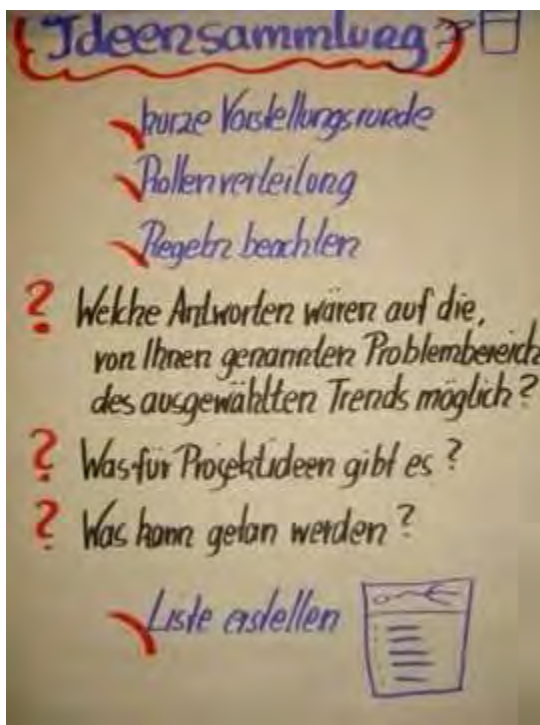 Ideensammlung
kurze Vorstellungsrunde
Rollenverteilung
Regeln beachten
? Welche Antworten wären auf die,
von Ihnen genannten Problembereich
des ausgewählten Trends möglich?
? Was für Projektideen gibt es?
? Was kann getan werden?
Liste erstellen